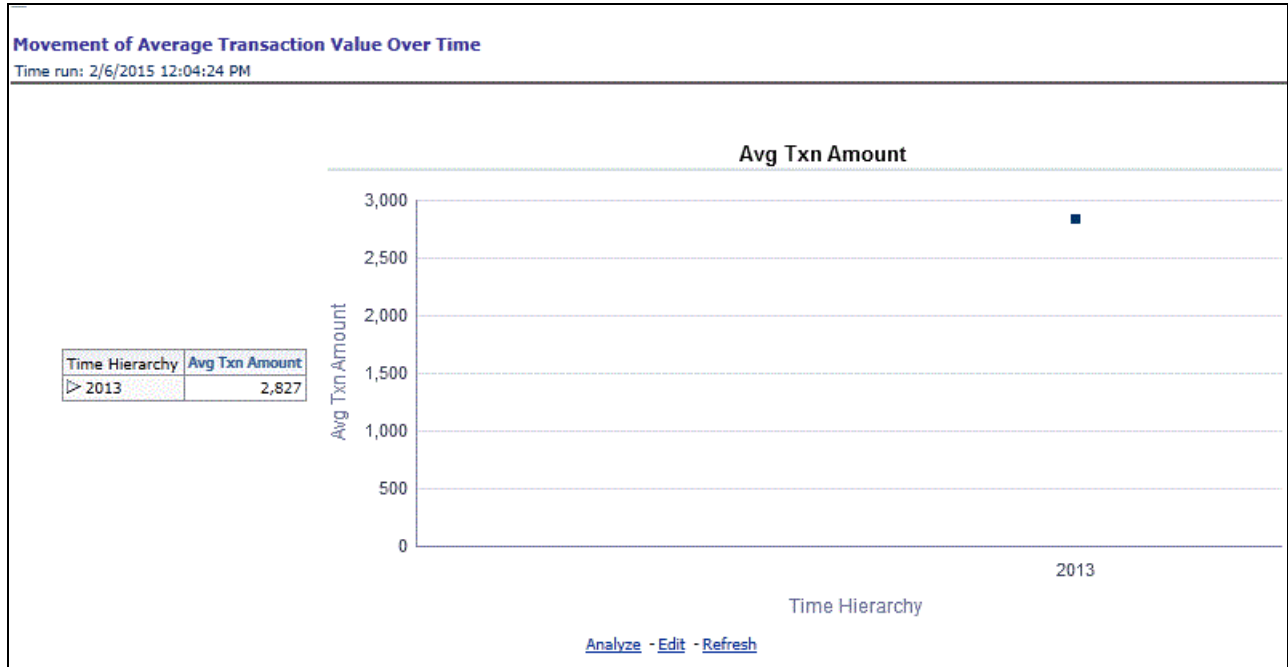 Movement of Average Transaction Value Over Time
Time run: 2/6/2015 12:04:24 PM
Time Hierarchy Avg Txn Amount
▷ 2013 2,827
Avg Txn Amount
Avg Txn Amount
3,000
2,500
2,000
1,500
1,000
500
0
2013
Time Hierarchy
Analyze - Edit - Refresh